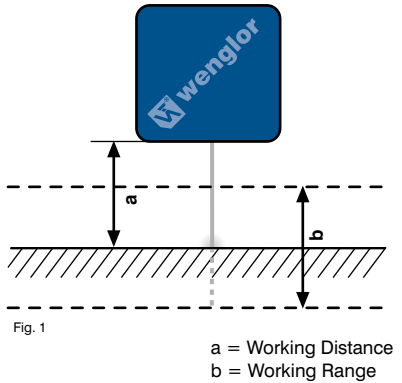 wenglor
a
b
Fig. 1
a = Working Distance
b = Working Range